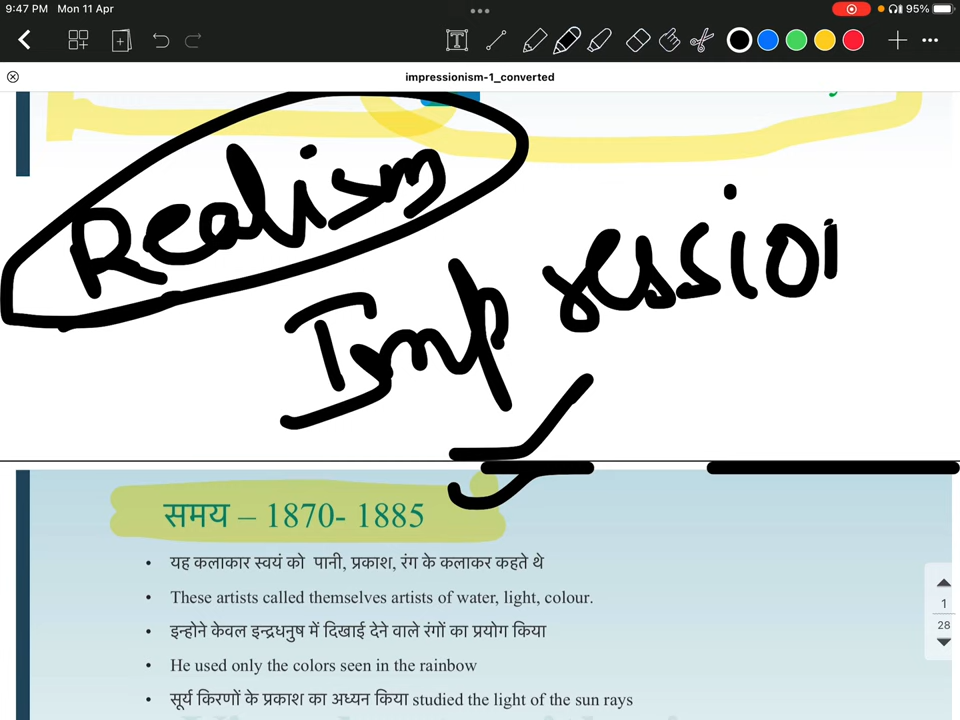 9:47 PM Mon 11 Apr
95%
impressionism-1_converted
Realism
Impression
समय – 1870- 1885
• यह कलाकार स्वयं को पानी, प्रकाश, रंग के कलाकर कहते थे
• These artists called themselves artists of water, light, colour.
• इन्होने केवल इन्द्रधनुष में दिखाई देने वाले रंगों का प्रयोग किया
• He used only the colors seen in the rainbow
• सूर्य किरणों के प्रकाश का अध्यन किया studied the light of the sun rays
1
28